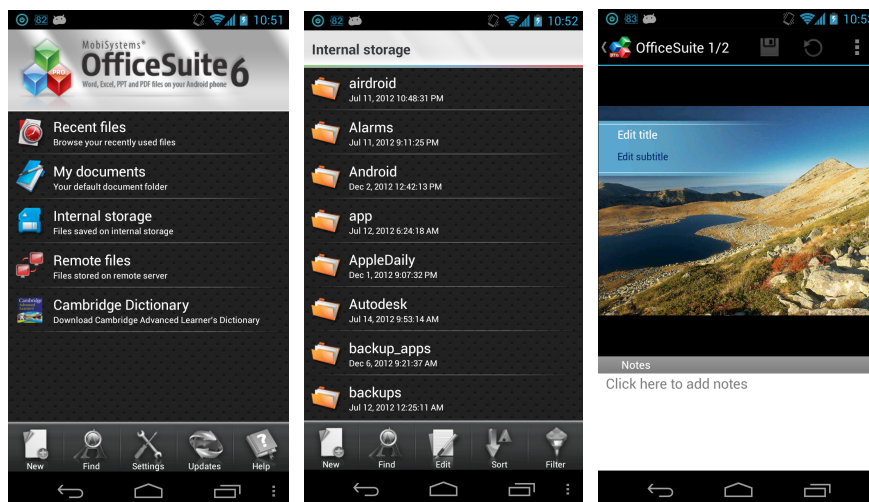 82
10:51
MobiSystems®
OfficeSuite 6
PRO
Word, Excel, PPT and PDF files on your Android phone
Recent files
Browse your recently used files
My documents
Your default document folder
Internal storage
Files saved on internal storage
Remote files
Files stored on remote server
Cambridge
Cambridge Dictionary
Download Cambridge Advanced Learner's Dictionary
New
Find
Settings
Updates
Help
82
10:52
Internal storage
airdroid
Jul 11, 2012 10:48:31 PM
Alarms
Jul 11, 2012 9:11:25 PM
Android
Dec 2, 2012 12:42:13 PM
app
Jul 12, 2012 6:24:18 AM
AppleDaily
Dec 1, 2012 9:07:32 PM
Autodesk
Jul 14, 2012 9:53:14 AM
backup_apps
Dec 6, 2012 9:21:37 AM
backups
Jul 12, 2012 12:25:11 AM
New
Find
Edit
Sort
Filter
83
10:53
PRO
OfficeSuite 1/2
Edit title
Edit subtitle
Notes
Click here to add notes